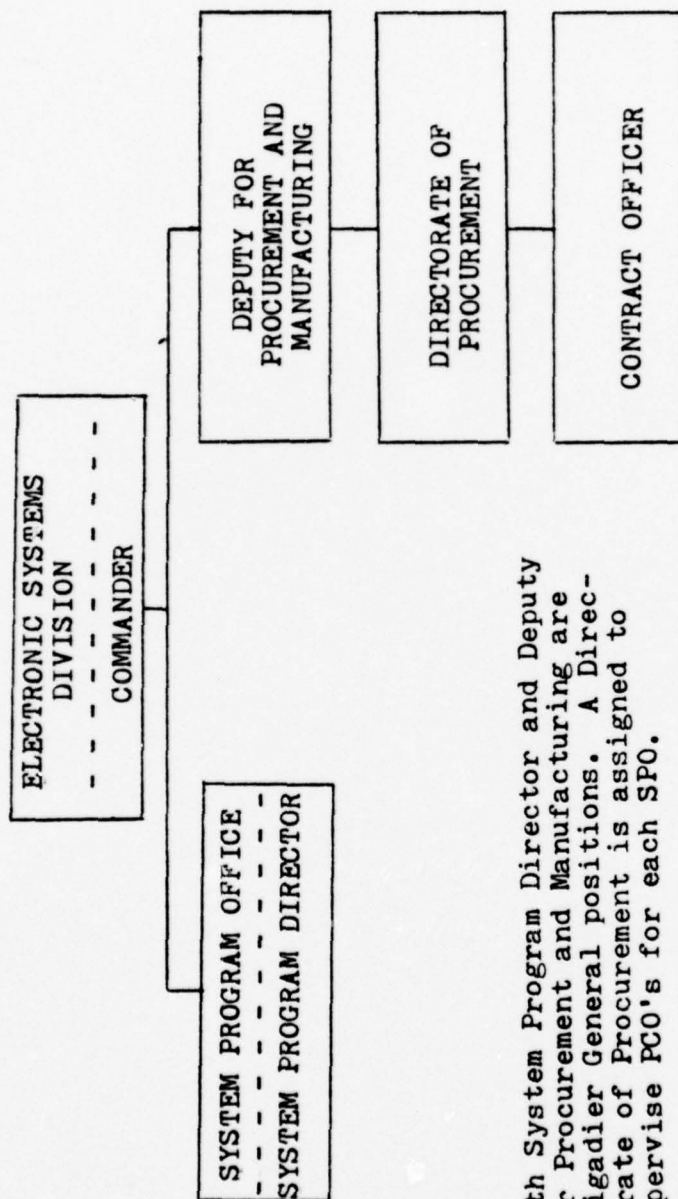 ELECTRONIC SYSTEMS
DIVISION
COMMANDER
SYSTEM PROGRAM OFFICE
SYSTEM PROGRAM DIRECTOR
DEPUTY FOR
PROCUREMENT AND
MANUFACTURING
DIRECTORATE OF
PROCUREMENT
CONTRACT OFFICER
th System Program Director and Deputy
r Procurement and Manufacturing are
igadier General positions. A Direc-
rate of Procurement is assigned to
pervise PCO's for each SPO.